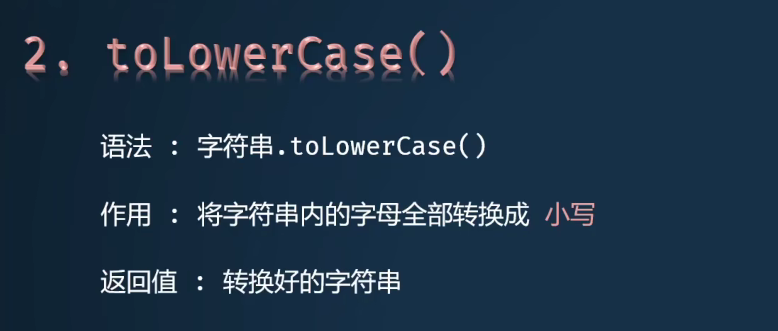 2. toLowerCase()
语法 : 字符串.toLowerCase()
作用 : 将字符串内的字母全部转换成 小写
返回值 : 转换好的字符串